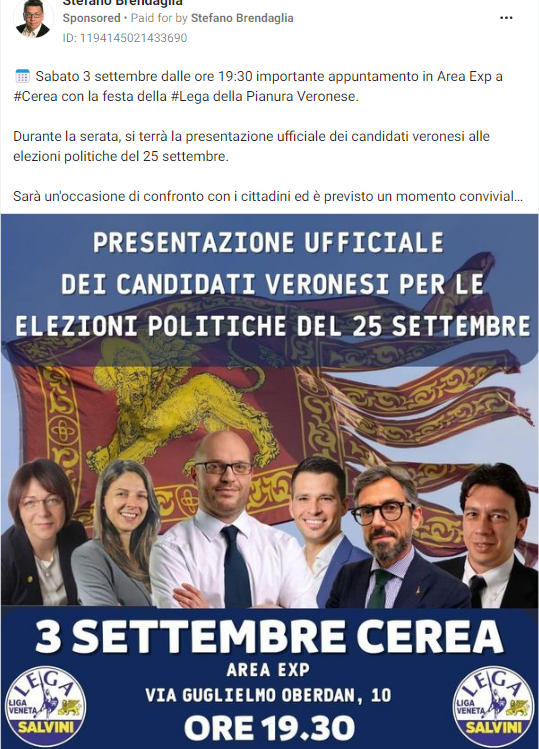 Stefano Brendaglia
Sponsored • Paid for by Stefano Brendaglia
ID: 1194145021433690
Sabato 3 settembre dalle ore 19:30 importante appuntamento in Area Exp a
#Cerea con la festa della #Lega della Pianura Veronese.
Durante la serata, si terrà la presentazione ufficiale dei candidati veronesi alle
elezioni politiche del 25 settembre.
Sarà un'occasione di confronto con i cittadini ed è previsto un momento convivial...
PRESENTAZIONE UFFICIALE
DEI CANDIDATI VERONESI PER LE
ELEZIONI POLITICHE DEL 25 SETTEMBRE
3 SETTEMBRE CEREA
AREA EXP
VIA GUGLIELMO OBERDAN, 10
ORE 19.30
LEGA
LIGA
VENETA
SALVINI
LEGA
LIGA
VENETA
SALVINI